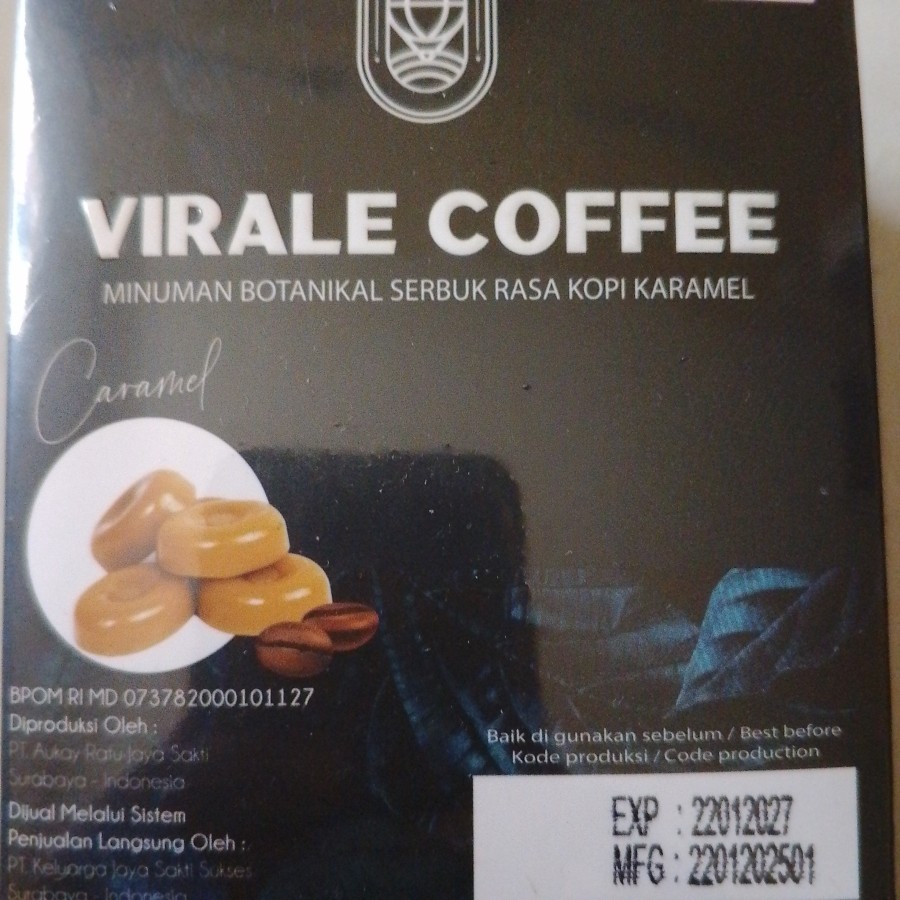 VIRALE COFFEE
MINUMAN BOTANIKAL SERBUK RASA KOPI KARAMEL
Caramel
BPOM RI MD 073782000101127
Diproduksi Oleh :
PT. Aukay Ratu Jaya Sakti
Surabaya - Indonesia
Dijual Melalui Sistem
Penjualan Langsung Oleh :
PT. Keluarga Jaya Sakti Sukses
Surabaya - Indonesia
Baik di gunakan sebelum / Best before
Kode produksi / Code production
EXP : 22012027
MFG : 2201202501